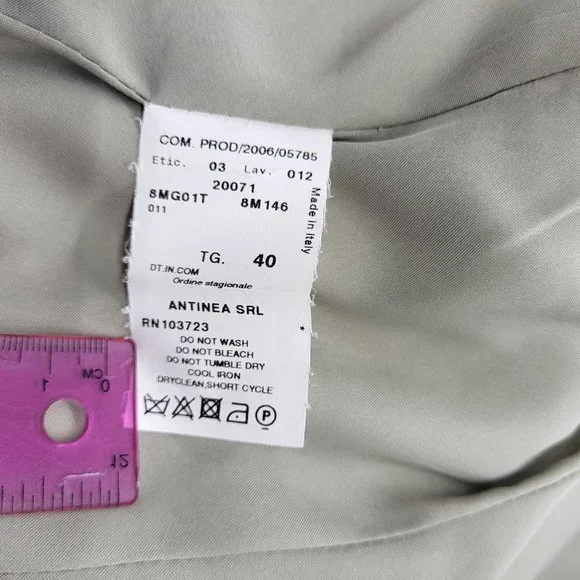 COM. PROD/2006/05785
Etic. 03 Lav. 012
20071
8MG01T 8M146
011
Made in italy
TG. 40
DT.IN.COM
Ordine stagionale
ANTINEA SRL
RN103723 *
DO NOT WASH
DO NOT BLEACH
DO NOT TUMBLE DRY
COOL IRON
DRYCLEAN,SHORT CYCLE
P
1 CM 0
12